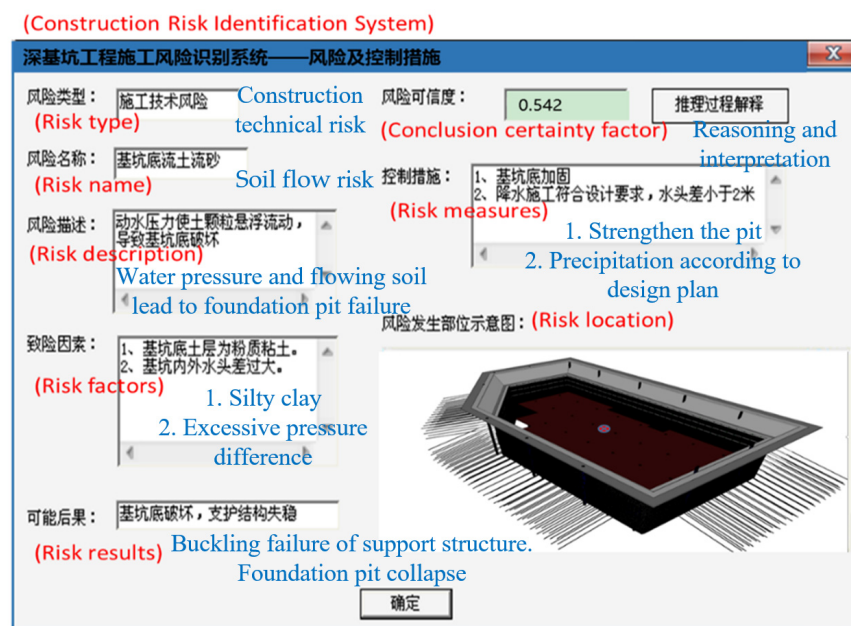 (Construction Risk Identification System)
深基坑工程施工风险识别系统——风险及控制措施
X
风险类型：
施工技术风险
Construction
technical risk
(Risk type)
风险可信度：
0.542
推理过程解释
(Conclusion certainty factor)
Reasoning and
interpretation
风险名称：
基坑底流土流砂
(Risk name)
Soil flow risk
控制措施：
1、基坑底加固
2、降水施工符合设计要求，水头差小于2米
(Risk measures)
1. Strengthen the pit
2. Precipitation according to
design plan
风险描述：
动水压力使土颗粒悬浮流动，
导致基坑底破坏
(Risk description)
Water pressure and flowing soil
lead to foundation pit failure
风险发生部位示意图：
(Risk location)
致险因素：
1、基坑底土层为粉质粘土。
2、基坑内外水头差过大。
(Risk factors)
1. Silty clay
2. Excessive pressure
difference
可能后果：
基坑底破坏，支护结构失稳
(Risk results)
Buckling failure of support structure.
Foundation pit collapse
确定